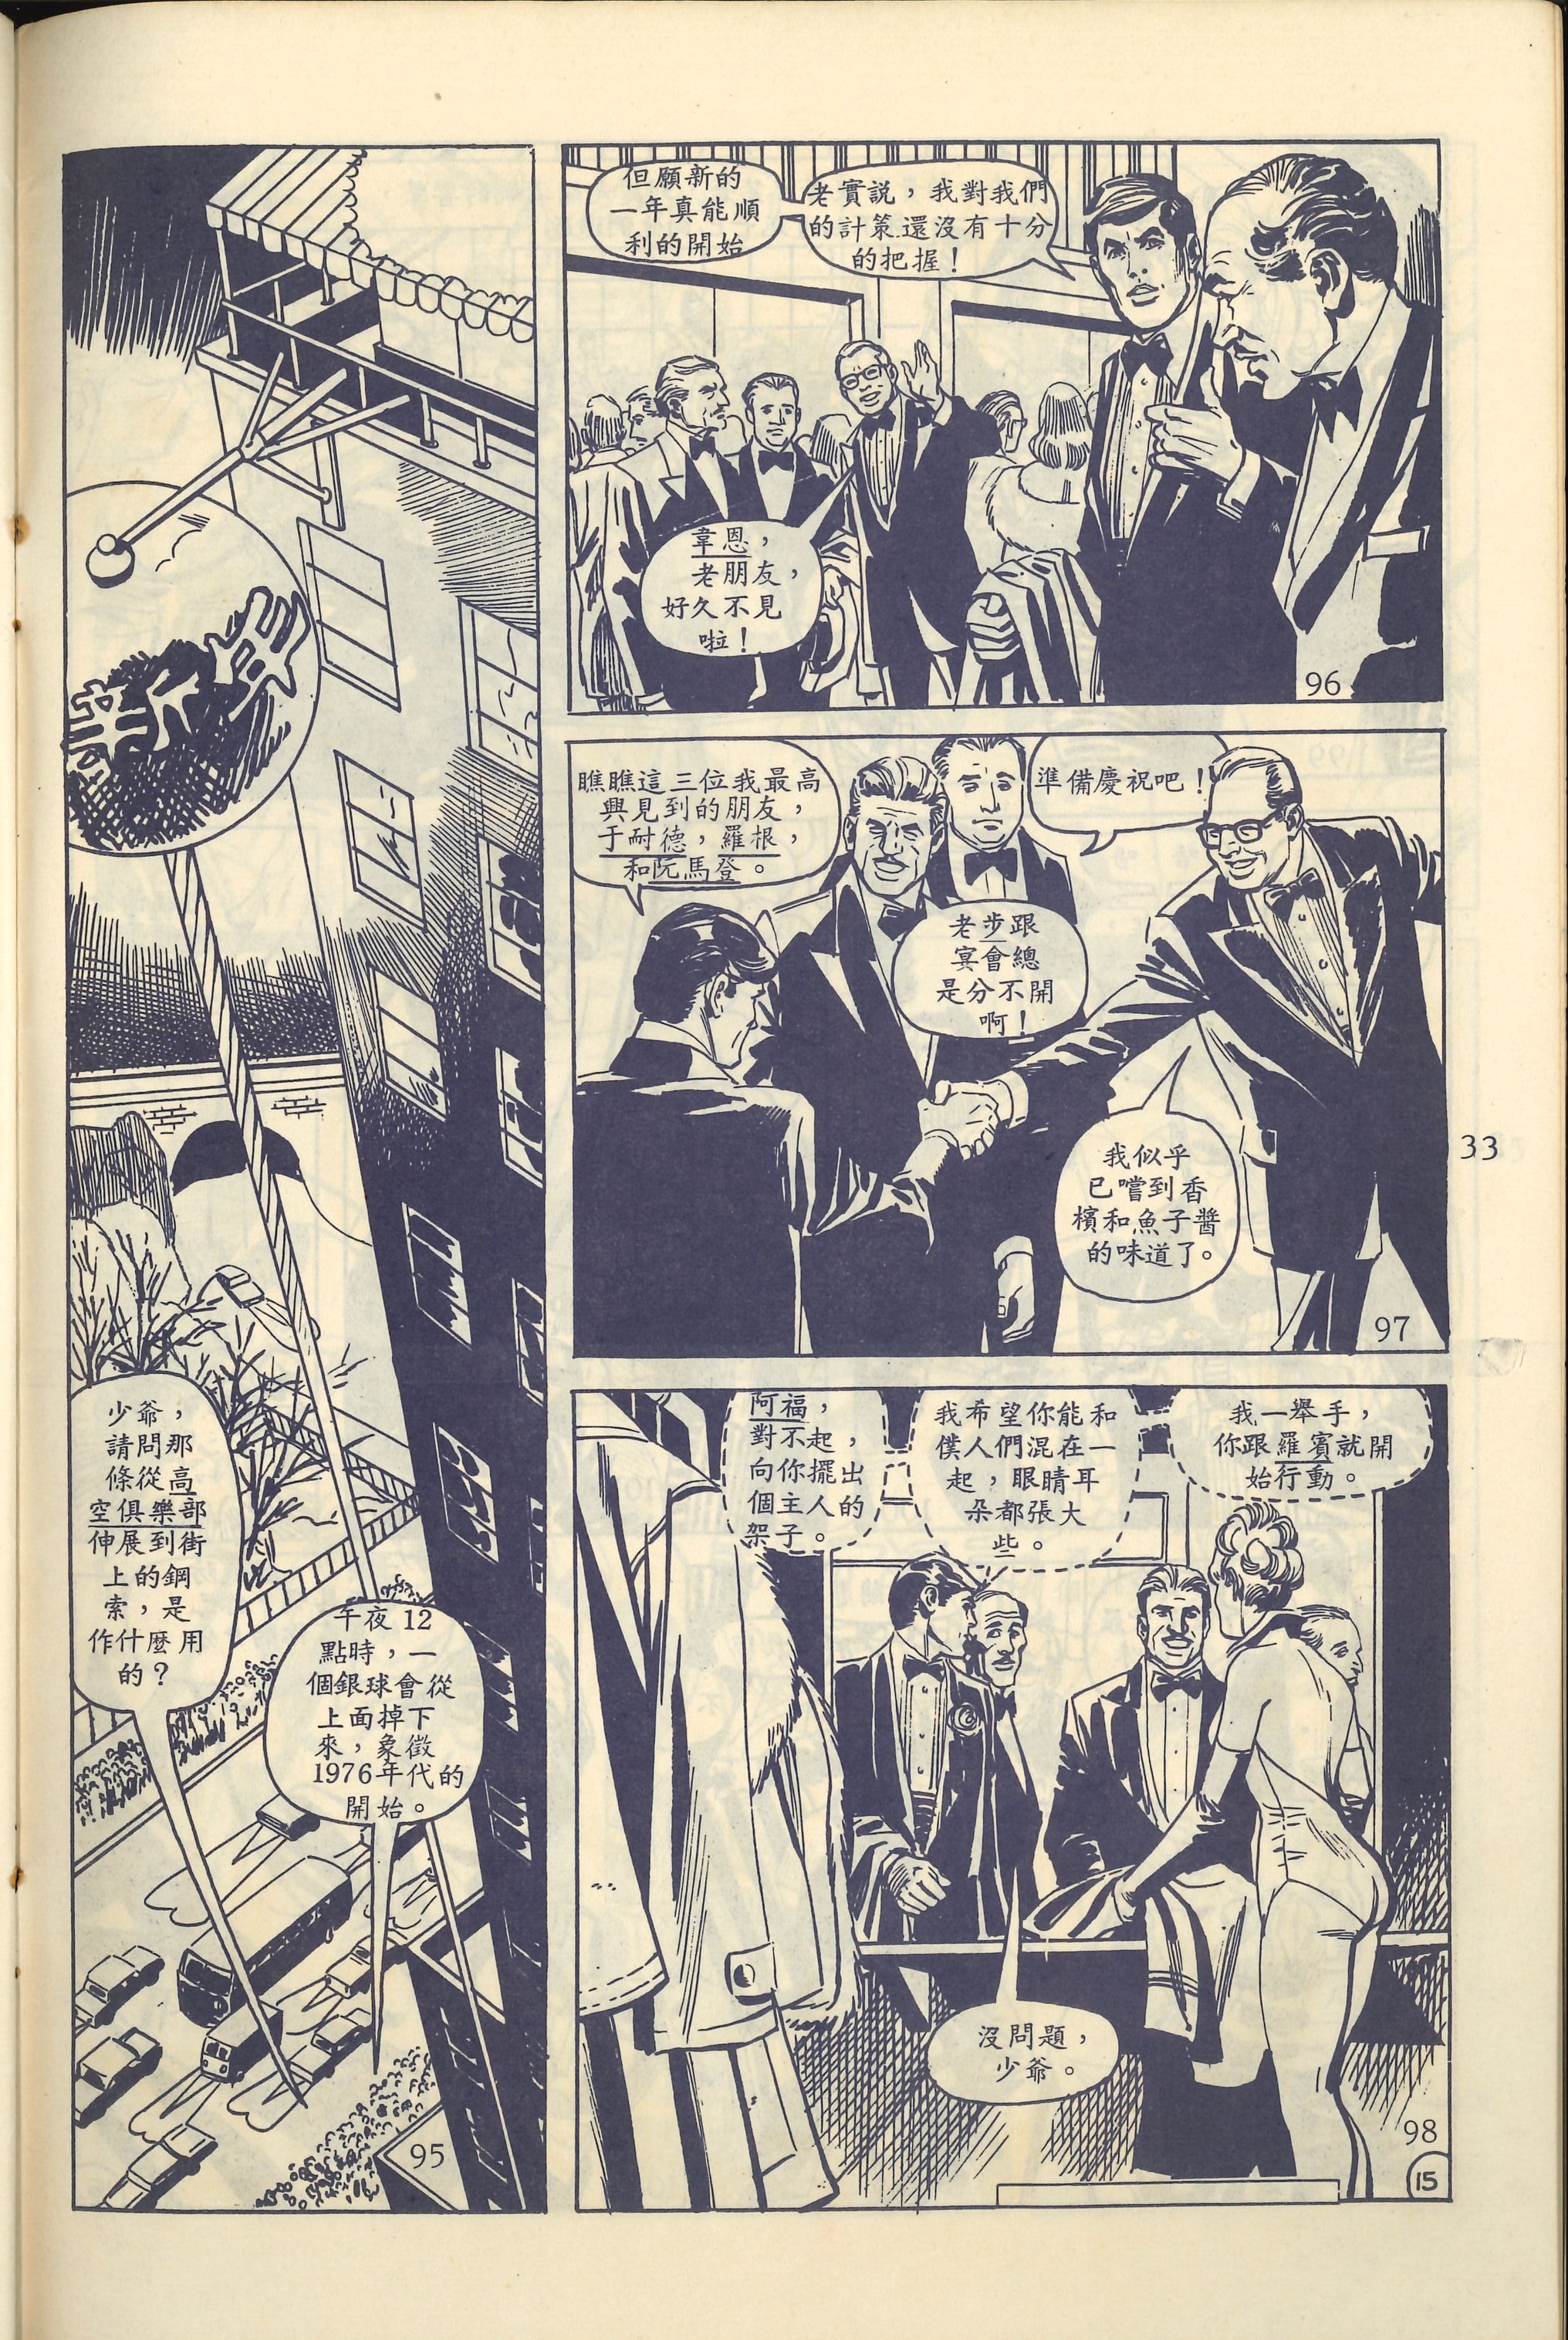 少爺，
請問那
條從高
空俱樂部
伸展到街
上的鋼
索，是
作什麼用
的？
午夜12
點時，一
個銀球會從
上面掉下
來，象徵
1976年代的
開始。
95
但願新的
一年真能順
利的開始
老實説，我對我們
的計策還沒有十分
的把握！
韋恩，
老朋友，
好久不見
啦！
96
瞧瞧這三位我最高
興見到的朋友，
于耐德，羅根，
和阮馬登。
準備慶祝吧！
老步跟
宴會總
是分不開
啊！
我似乎
已嚐到香
檳和魚子醬
的味道了。
97
阿福，
對不起，
向你擺出
個主人的
架子。
我希望你能和
僕人們混在一
起，眼睛耳
朵都張大
些。
我一舉手，
你跟羅賓就開
始行動。
沒問題，
少爺。
98
15
33